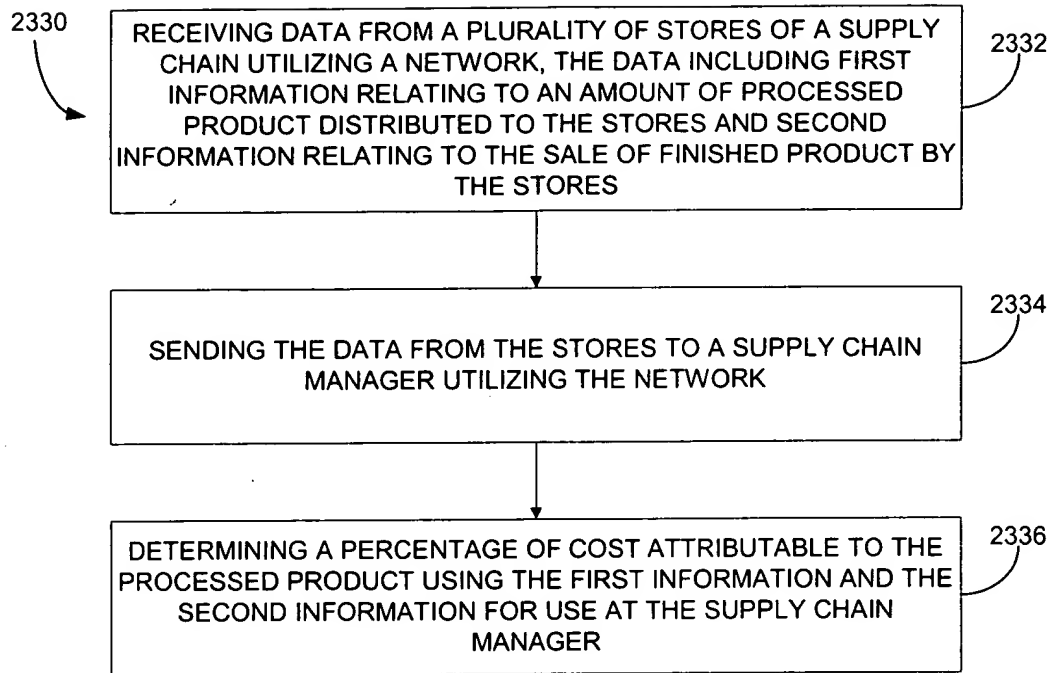 2330
RECEIVING DATA FROM A PLURALITY OF STORES OF A SUPPLY
CHAIN UTILIZING A NETWORK, THE DATA INCLUDING FIRST
INFORMATION RELATING TO AN AMOUNT OF PROCESSED
PRODUCT DISTRIBUTED TO THE STORES AND SECOND
INFORMATION RELATING TO THE SALE OF FINISHED PRODUCT BY
THE STORES
2332
SENDING THE DATA FROM THE STORES TO A SUPPLY CHAIN
MANAGER UTILIZING THE NETWORK
2334
DETERMINING A PERCENTAGE OF COST ATTRIBUTABLE TO THE
PROCESSED PRODUCT USING THE FIRST INFORMATION AND THE
SECOND INFORMATION FOR USE AT THE SUPPLY CHAIN
MANAGER
2336